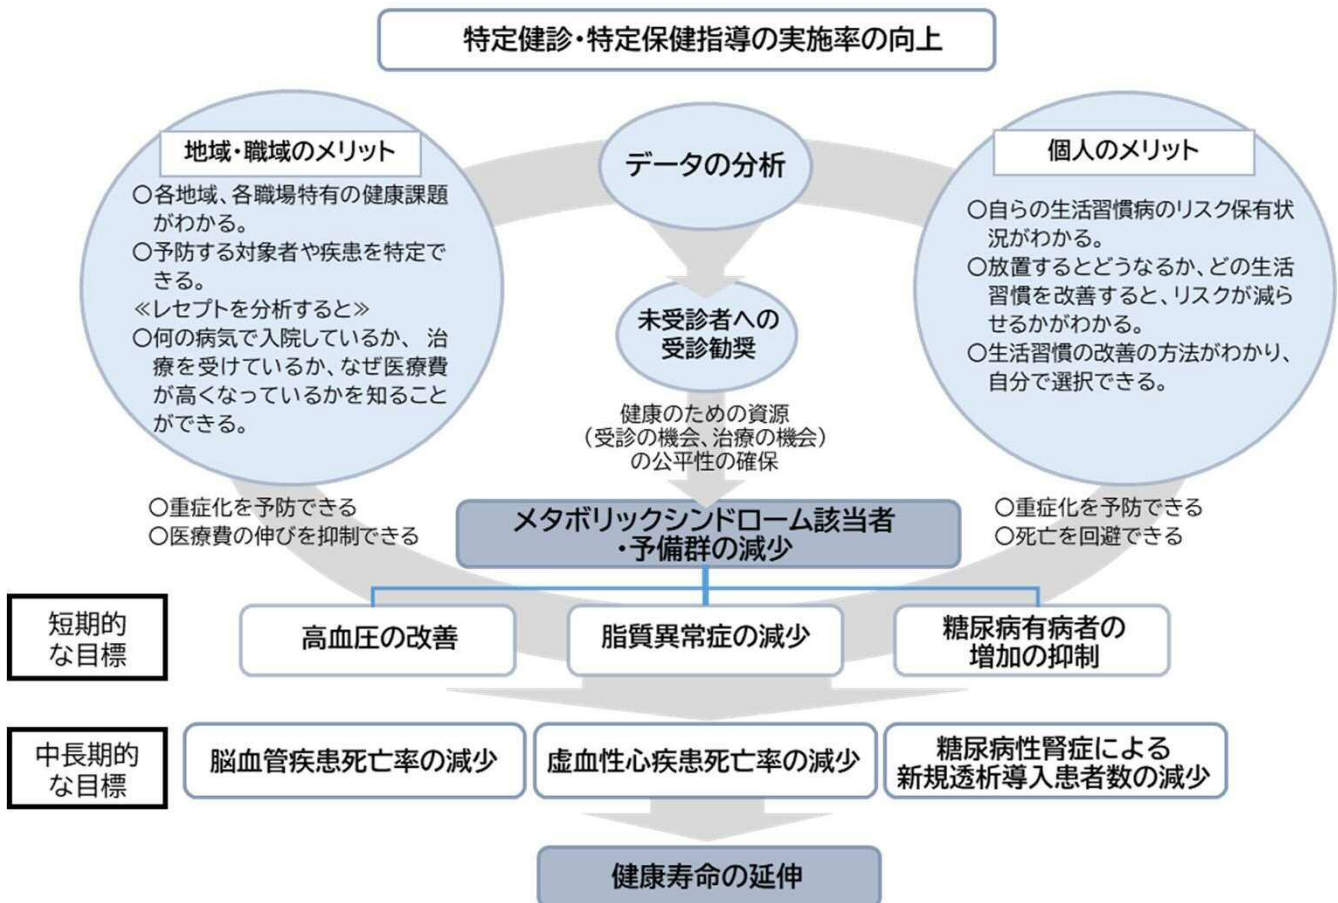 特定健診・特定保健指導の実施率の向上
地域・職域のメリット
〇各地域、各職場特有の健康課題
がわかる。
〇予防する対象者や疾患を特定で
きる。
≪レセプトを分析すると≫
〇何の病気で入院しているか、 治
療を受けているか、なぜ医療費
が高くなっているかを知ること
ができる。
データの分析
未受診者への
受診勧奨
健康のための資源
（受診の機会、治療の機会）
の公平性の確保
個人のメリット
〇自らの生活習慣病のリスク保有状
況がわかる。
〇放置するとどうなるか、どの生活
習慣を改善すると、リスクが減ら
せるかがわかる。
〇生活習慣の改善の方法がわかり、
自分で選択できる。
〇重症化を予防できる
〇医療費の伸びを抑制できる
〇重症化を予防できる
〇死亡を回避できる
メタボリックシンドローム該当者
・予備群の減少
短期的
な目標
高血圧の改善
脂質異常症の減少
糖尿病有病者の
増加の抑制
中長期的
な目標
脳血管疾患死亡率の減少
虚血性心疾患死亡率の減少
糖尿病性腎症による
新規透析導入患者数の減少
健康寿命の延伸